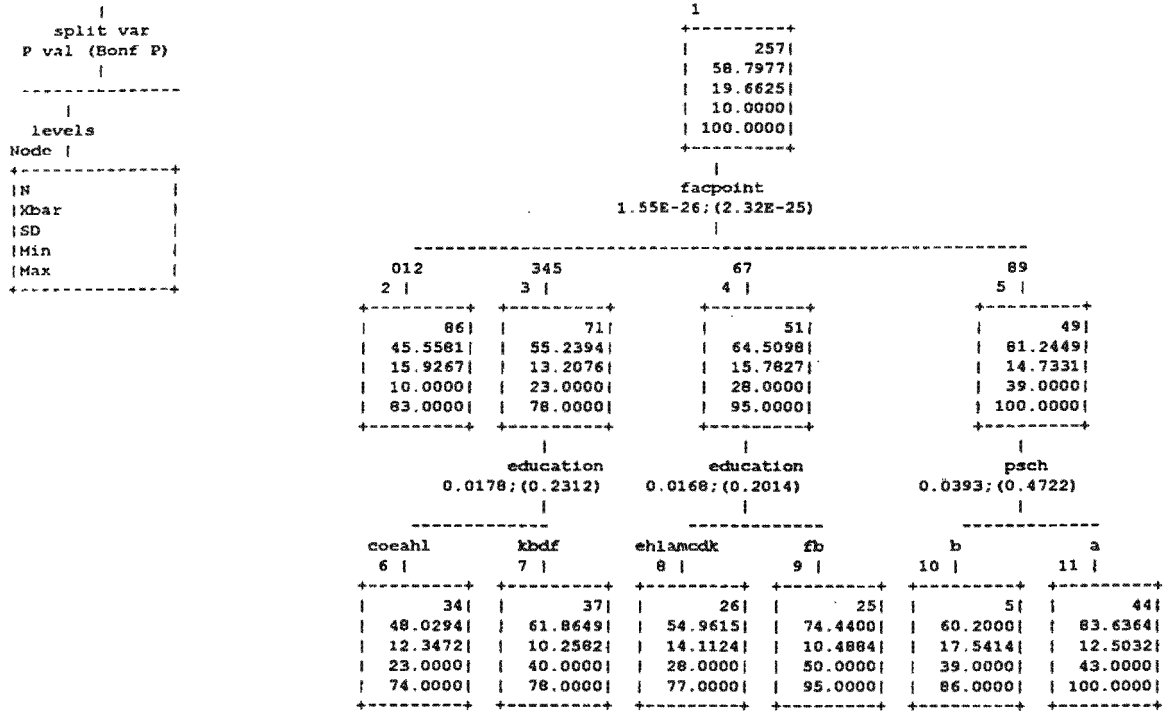 split var
P val (Bonf P)
levels
Node
N
Xbar
SD
Min
Max
1
257
58.7977
19.6625
10.0000
100.0000
facpoint
1.55E-26;(2.32E-25)
012 345 67 89
2 3 4 5
86 71 51 49
45.5581 55.2394 64.5098 81.2449
15.9267 13.2076 15.7827 14.7331
10.0000 23.0000 28.0000 39.0000
83.0000 78.0000 95.0000 100.0000
education education psch
0.0178;(0.2312) 0.0168;(0.2014) 0.0393;(0.4722)
coeahl kbdf ehlamcdk fb b a
6 7 8 9 10 11
34 37 26 25 5 44
48.0294 61.8649 54.9615 74.4400 60.2000 83.6364
12.3472 10.2582 14.1124 10.4884 17.5414 12.5032
23.0000 40.0000 28.0000 50.0000 39.0000 43.0000
74.0000 78.0000 77.0000 95.0000 86.0000 100.0000